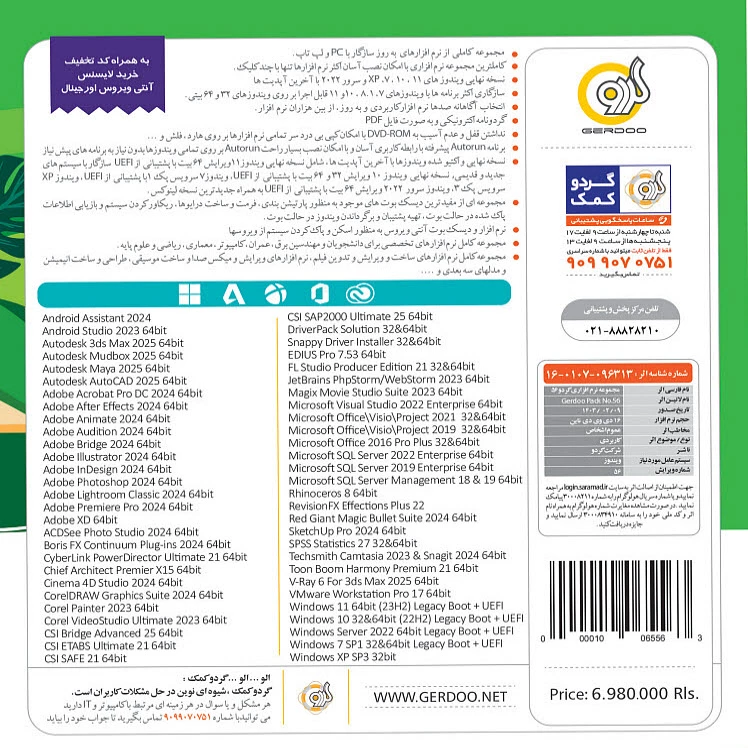 به همراه کد تخفیف
خرید لایسنس
آنتی ویروس اورجینال
مجموعه کاملی از نرم افزارهای به روز سازگار با PC و لپ تاپ.
کاملترین مجموعه نرم افزاری با امکان نصب آسان اکثر نرم افزارها تنها با چند کلیک.
نسخه نهایی ویندوز های ۱۱ ،۱۰ ،۷ ،XP و سرور ۲۰۲۲ با آخرین آپدیت ها
سازگاری اکثر برنامه ها با ویندوزهای ۷، ۸.۱، ۱۰ و ۱۱ قابل اجرا بر روی ویندوزهای ۳۲ و ۶۴ بیتی.
انتخاب آگاهانه صدها نرم افزار کاربردی و به روز، از بین هزاران نرم افزار.
گردونامه الکترونیکی و به صورت فایل PDF
نداشتن قفل و عدم آسیب به DVD-ROM با امکان کپی بی درد سر تمامی نرم افزارها بر روی هارد، فلش و ...
برنامه Autorun پیشرفته با رابطه کاربری آسان و با امکان نصب بسیار راحت Autorun بر روی تمامی ویندوزها بدون نیاز به برنامه های پیش نیاز
نسخه نهایی و آکتیو شده ویندوزها با آخرین آپدیت ها، شامل نسخه نهایی ویندوز ۱۱ ویرایش ۶۴ بیت با پشتیبانی از UEFI سازگار با سیستم های
جدید و قدیمی، نسخه نهایی ویندوز ۱۰ ویرایش ۳۲ و ۶۴ بیت با پشتیبانی از UEFI، ویندوز۷ سرویس پک ۱ با پشتیبانی از UEFI، ویندوز XP
سرویس پک ۳، ویندوز سرور ۲۰۲۲ ویرایش ۶۴ بیت با پشتیبانی از UEFI به همراه جدیدترین نسخه لینوکس.
مجموعه ای از مفیدترین دیسک بوت های موجود به منظور پارتیشن بندی، فرمت و ساخت درایوها، ریکاور کردن سیستم و بازیابی اطلاعات
پاک شده در حالت بوت، تهیه پشتیبان و برگرداندن ویندوز در حالت بوت.
نرم افزار و دیسک بوت آنتی ویروس به منظور اسکن و پاک کردن سیستم از ویروسها
مجموعه کامل نرم افزارهای تخصصی برای دانشجویان و مهندسین برق، عمران، کامپیوتر، معماری، ریاضی و علوم پایه.
مجموعه کامل نرم افزارهای ساخت و ویرایش و تدوین فیلم، نرم افزارهای ویرایش و میکس صدا و ساخت موسیقی، طراحی و ساخت انیمیشن
و مدلهای سه بعدی و ....
Android Assistant 2024
Android Studio 2023 64bit
Autodesk 3ds Max 2025 64bit
Autodesk Mudbox 2025 64bit
Autodesk Maya 2025 64bit
Autodesk AutoCAD 2025 64bit
Adobe Acrobat Pro DC 2024 64bit
Adobe After Effects 2024 64bit
Adobe Animate 2024 64bit
Adobe Audition 2024 64bit
Adobe Bridge 2024 64bit
Adobe Illustrator 2024 64bit
Adobe InDesign 2024 64bit
Adobe Photoshop 2024 64bit
Adobe Lightroom Classic 2024 64bit
Adobe Premiere Pro 2024 64bit
Adobe XD 64bit
ACDSee Photo Studio 2024 64bit
Boris FX Continuum Plug-ins 2024 64bit
CyberLink PowerDirector Ultimate 21 64bit
Chief Architect Premier X15 64bit
Cinema 4D Studio 2024 64bit
CorelDRAW Graphics Suite 2024 64bit
Corel Painter 2023 64bit
Corel VideoStudio Ultimate 2023 64bit
CSI Bridge Advanced 25 64bit
CSI ETABS Ultimate 21 64bit
CSI SAFE 21 64bit
CSI SAP2000 Ultimate 25 64bit
DriverPack Solution 32&64bit
Snappy Driver Installer 32&64bit
EDIUS Pro 7.53 64bit
FL Studio Producer Edition 21 32&64bit
JetBrains PhpStorm/WebStorm 2023 64bit
Magix Movie Studio Suite 2023 64bit
Microsoft Visual Studio 2022 Enterprise 64bit
Microsoft Office\Visio\Project 2021 32&64bit
Microsoft Office\Visio\Project 2019 32&64bit
Microsoft Office 2016 Pro Plus 32&64bit
Microsoft SQL Server 2022 Enterprise 64bit
Microsoft SQL Server 2019 Enterprise 64bit
Microsoft SQL Server Management 18 & 19 64bit
Rhinoceros 8 64bit
RevisionFX Effections Plus 22
Red Giant Magic Bullet Suite 2024 64bit
SketchUp Pro 2024 64bit
SPSS Statistics 27 32&64bit
Techsmith Camtasia 2023 & Snagit 2024 64bit
Toon Boom Harmony Premium 21 64bit
V-Ray 6 For 3ds Max 2025 64bit
VMware Workstation Pro 17 64bit
Windows 11 64bit (23H2) Legacy Boot + UEFI
Windows 10 32&64bit (22H2) Legacy Boot + UEFI
Windows Server 2022 64bit Legacy Boot + UEFI
Windows 7 SP1 32&64bit Legacy Boot + UEFI
Windows XP SP3 32bit
الو ... الو ... گردو کمک :
گردو کمک ، شیوه ای نوین در حل مشکلات کاربران است.
هر مشکل و یا سوال در هر زمینه ای مرتبط با کامپیوتر و IT دارید
می توانید با شماره ۹۰۹۹۰۷۰۷۵۱ تماس بگیرید تا جواب خود را بیابید.
WWW.GERDOO.NET
گردو
GERDOO
گردو
کمک
ساعات پاسخگویی پشتیبانی
شنبه تا چهارشنبه از ساعت ۹ لغایت ۱۷
پنجشنبه ها از ساعت ۹ لغایت ۱۳
فقط از تلفن ثابت میتوانید با شماره سراسری
۹۰۹ ۹۰۷ ۰۷۵۱
تماس بگیرید
تلفن مرکز پخش و پشتیبانی
۰۲۱-۸۸۸۲۸۲۱۰
شماره شناسه اثر: ۰۹۶۳۱۳-۰۱۰۷-۱۶
نام فارسی اثر مجموعه نرم افزاری گردو ۵۶
نام لاتین اثر Gerdoo Pack No.56
تاریخ صدور ۱۴۰۳/۰۲/۰۹
حجم نرم افزار ۱۶ دی وی دی ناین
مخاطب اثر عموم اشخاص
نوع/ موضوع اثر کاربردی
ناشر شرکت گردو
سیستم عامل مورد نیاز ویندوز
شماره ویرایش ۵۶
جهت اطمینان از اصالت اثر به سایت login.saramad.ir مراجعه
نمایید و یا شماره سریال هولوگرام را به شماره ۳۰۰۰۸۲۱۱ پیامک
نمایید. در صورت مشاهده مغایرت شماره هولوگرام به همراه نام
اثر و کد ملی خود را به سامانه ۳۰۰۰۸۳۴۹۱۰ ارسال نمایید و
جایزه دریافت کنید.
0 00010 06556 3
Price: 6.980.000 Rls.